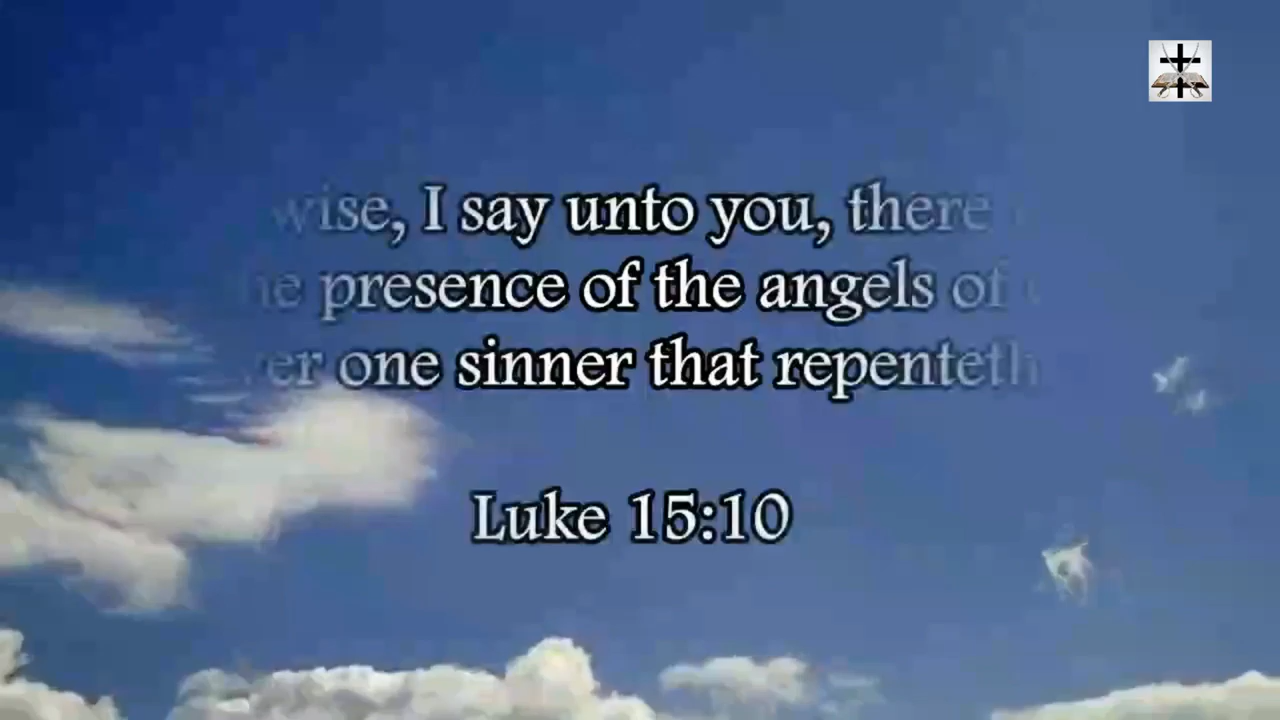 wise, I say unto you, there
presence of the angels of
one sinner that repenteth
Luke 15:10